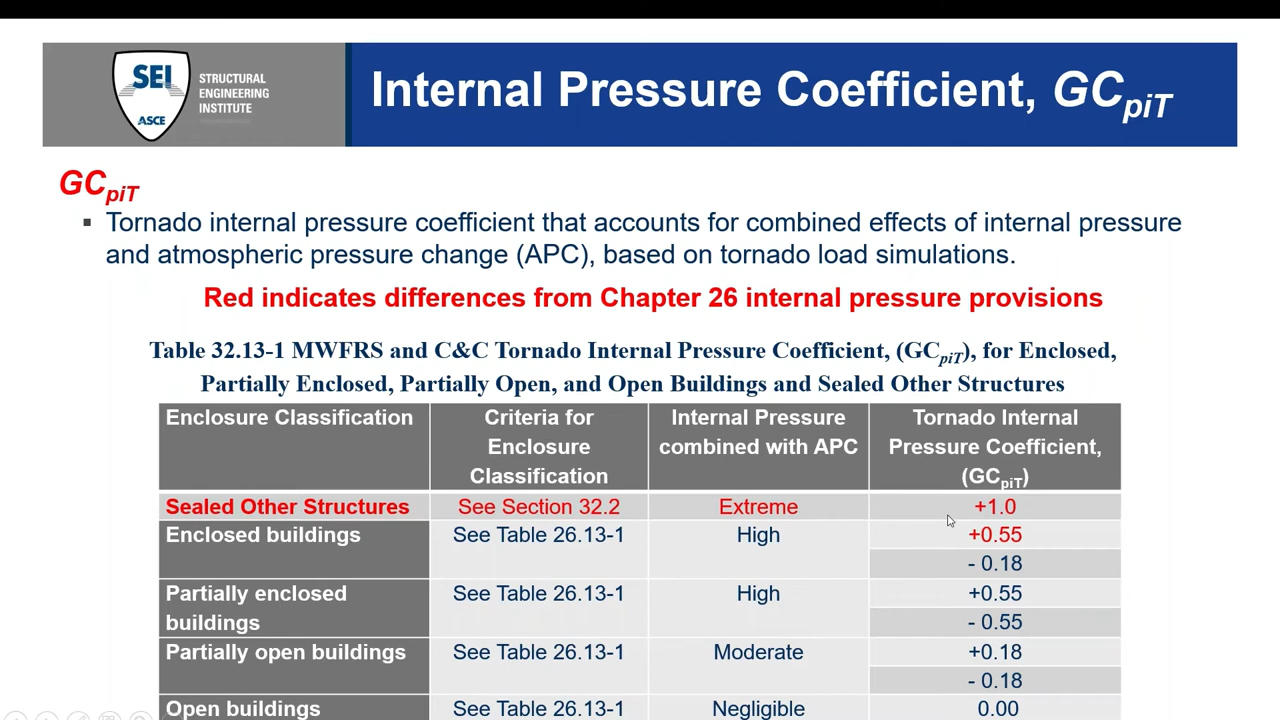 SEI
ASCE
STRUCTURAL
ENGINEERING
INSTITUTE
Internal Pressure Coefficient, GCpiT
GCpiT
▪ Tornado internal pressure coefficient that accounts for combined effects of internal pressure
and atmospheric pressure change (APC), based on tornado load simulations.
Red indicates differences from Chapter 26 internal pressure provisions
Table 32.13-1 MWFRS and C&C Tornado Internal Pressure Coefficient, (GCpiT), for Enclosed,
Partially Enclosed, Partially Open, and Open Buildings and Sealed Other Structures
Enclosure Classification
Criteria for
Enclosure
Classification
Internal Pressure
combined with APC
Tornado Internal
Pressure Coefficient,
(GCpiT)
Sealed Other Structures See Section 32.2 Extreme +1.0
Enclosed buildings See Table 26.13-1 High +0.55
- 0.18
Partially enclosed
buildings
See Table 26.13-1 High +0.55
- 0.55
Partially open buildings See Table 26.13-1 Moderate +0.18
- 0.18
Open buildings See Table 26.13-1 Negligible 0.00